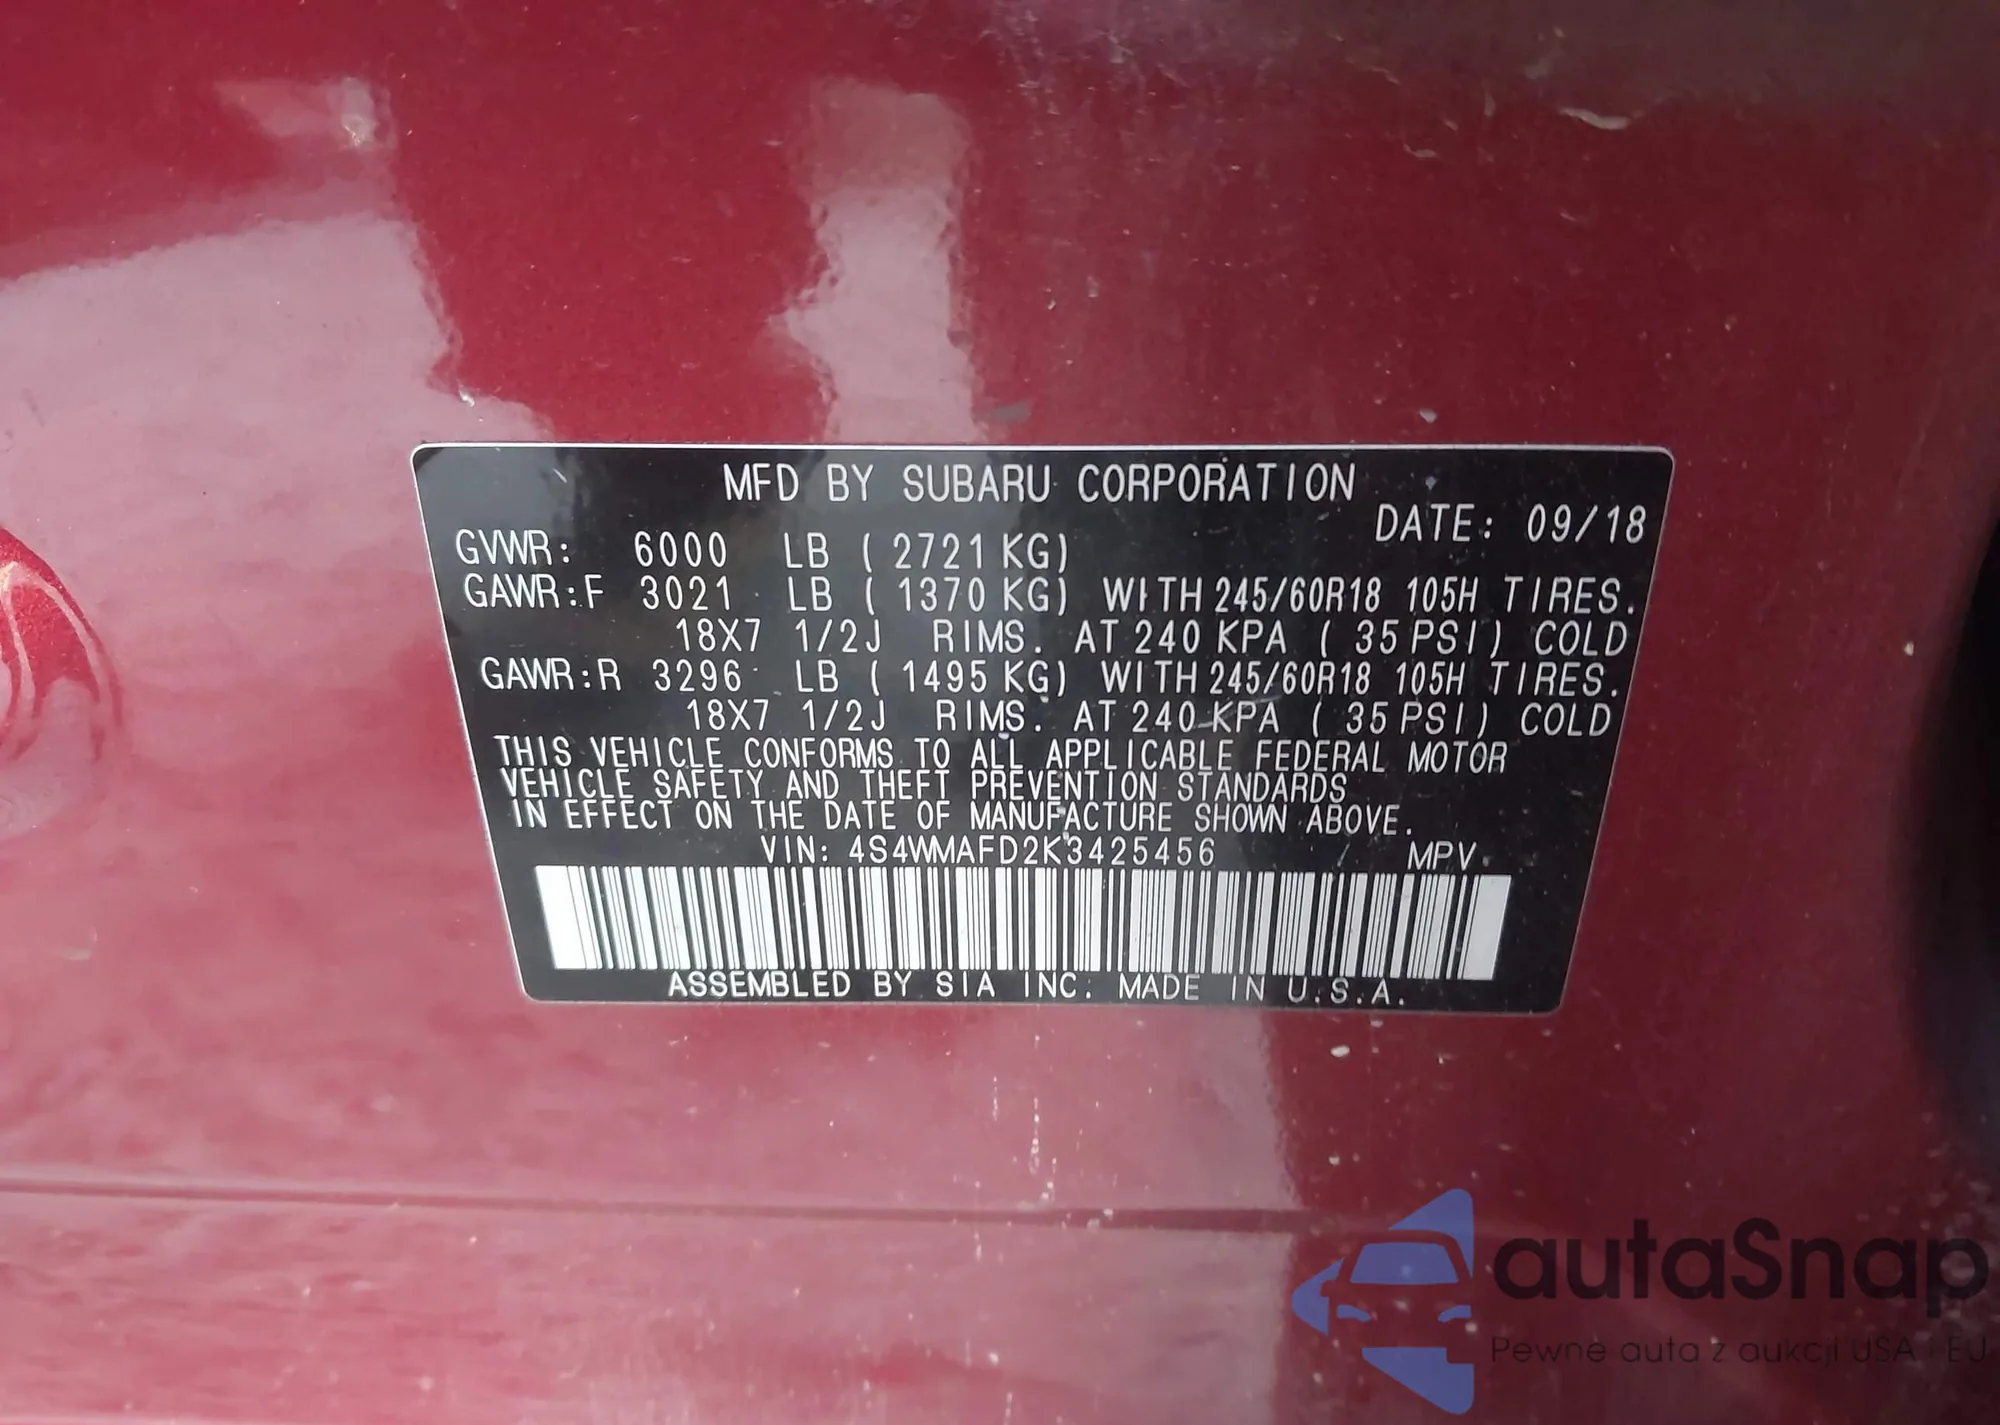 MFD BY SUBARU CORPORATION
DATE: 09/18
GVWR: 6000 LB ( 2721 KG)
GAWR:F 3021 LB ( 1370 KG) WITH 245/60R18 105H TIRES.
18X7 1/2J RIMS. AT 240 KPA ( 35 PSI) COLD
GAWR:R 3296 LB ( 1495 KG) WITH 245/60R18 105H TIRES.
18X7 1/2J RIMS. AT 240 KPA ( 35 PSI) COLD
THIS VEHICLE CONFORMS TO ALL APPLICABLE FEDERAL MOTOR
VEHICLE SAFETY AND THEFT PREVENTION STANDARDS
IN EFFECT ON THE DATE OF MANUFACTURE SHOWN ABOVE.
VIN: 4S4WMAFD2K3425456 MPV
ASSEMBLED BY SIA INC. MADE IN U.S.A.
autaSnap
Pewne auta z aukcji USA i EU